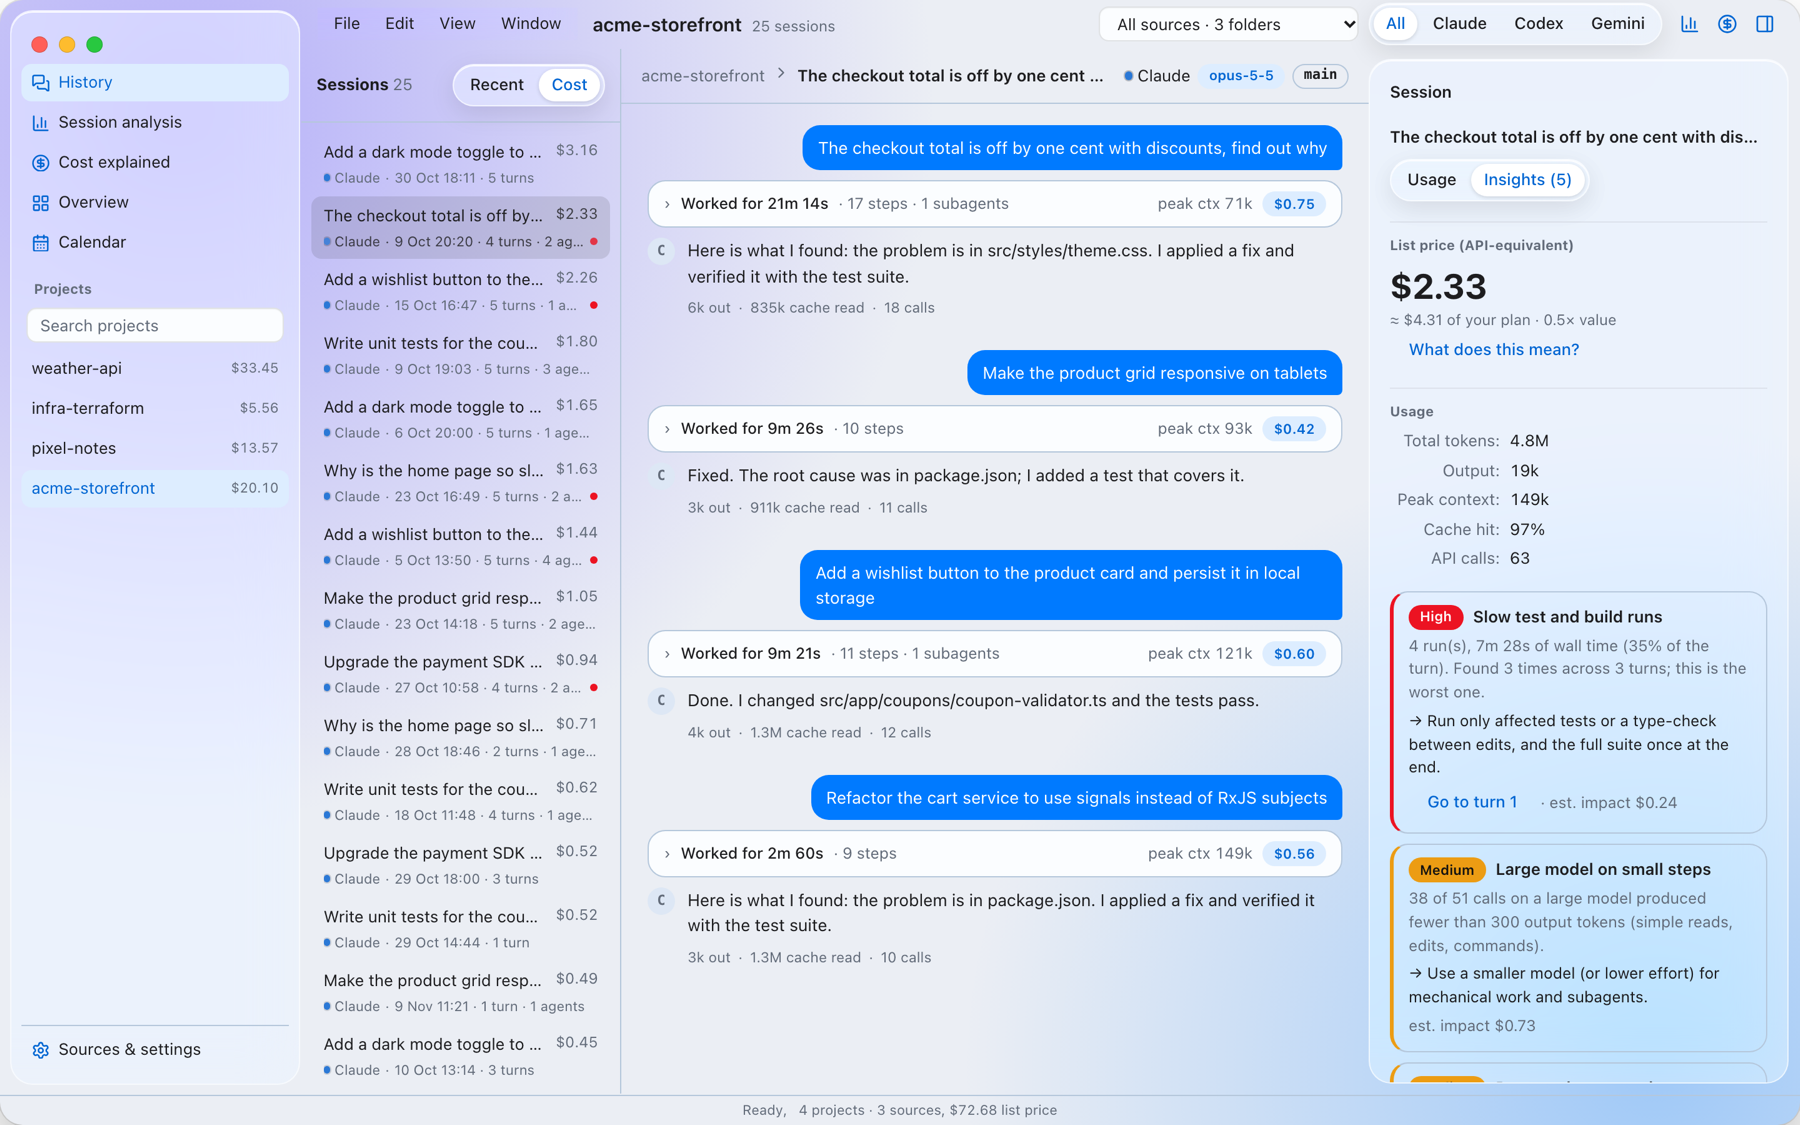 File Edit View Window acme-storefront 25 sessions All sources · 3 folders All Claude Codex Gemini
History
Session analysis
Cost explained
Overview
Calendar
Projects
Search projects
weather-api $33.45
infra-terraform $5.56
pixel-notes $13.57
acme-storefront $20.10
Sources & settings
Sessions 25 Recent Cost
Add a dark mode toggle to ... $3.16
Claude · 30 Oct 18:11 · 5 turns
The checkout total is off by... $2.33
Claude · 9 Oct 20:20 · 4 turns · 2 ag...
Add a wishlist button to the... $2.26
Claude · 15 Oct 16:47 · 5 turns · 1 a...
Write unit tests for the cou... $1.80
Claude · 9 Oct 19:03 · 5 turns · 3 age...
Add a dark mode toggle to ... $1.65
Claude · 6 Oct 20:00 · 5 turns · 1 age...
Why is the home page so sl... $1.63
Claude · 23 Oct 16:49 · 5 turns · 2 a...
Add a wishlist button to the... $1.44
Claude · 5 Oct 13:50 · 5 turns · 4 ag...
Make the product grid resp... $1.05
Claude · 23 Oct 14:18 · 5 turns · 2 age...
Upgrade the payment SDK ... $0.94
Claude · 27 Oct 10:58 · 4 turns · 2 a...
Why is the home page so sl... $0.71
Claude · 28 Oct 18:46 · 2 turns · 1 age...
Write unit tests for the cou... $0.62
Claude · 18 Oct 11:48 · 4 turns · 1 age...
Upgrade the payment SDK ... $0.52
Claude · 29 Oct 18:00 · 3 turns
Write unit tests for the cou... $0.52
Claude · 29 Oct 14:44 · 1 turn
Make the product grid resp... $0.49
Claude · 9 Nov 11:21 · 1 turn · 1 agents
Add a dark mode toggle to ... $0.45
Claude · 10 Oct 13:14 · 3 turns
acme-storefront › The checkout total is off by one cent ... Claude opus-5-5 main
The checkout total is off by one cent with discounts, find out why
› Worked for 21m 14s · 17 steps · 1 subagents peak ctx 71k $0.75
C Here is what I found: the problem is in src/styles/theme.css. I applied a fix and
verified it with the test suite.
6k out · 835k cache read · 18 calls
Make the product grid responsive on tablets
› Worked for 9m 26s · 10 steps peak ctx 93k $0.42
C Fixed. The root cause was in package.json; I added a test that covers it.
3k out · 911k cache read · 11 calls
Add a wishlist button to the product card and persist it in local
storage
› Worked for 9m 21s · 11 steps · 1 subagents peak ctx 121k $0.60
C Done. I changed src/app/coupons/coupon-validator.ts and the tests pass.
4k out · 1.3M cache read · 12 calls
Refactor the cart service to use signals instead of RxJS subjects
› Worked for 2m 60s · 9 steps peak ctx 149k $0.56
C Here is what I found: the problem is in package.json. I applied a fix and verified it
with the test suite.
3k out · 1.3M cache read · 10 calls
Session
The checkout total is off by one cent with dis...
Usage Insights (5)
List price (API-equivalent)
$2.33
≈ $4.31 of your plan · 0.5× value
What does this mean?
Usage
Total tokens: 4.8M
Output: 19k
Peak context: 149k
Cache hit: 97%
API calls: 63
High Slow test and build runs
4 run(s), 7m 28s of wall time (35% of the
turn). Found 3 times across 3 turns; this is the
worst one.
→ Run only affected tests or a type-check
between edits, and the full suite once at the
end.
Go to turn 1 · est. impact $0.24
Medium Large model on small steps
38 of 51 calls on a large model produced
fewer than 300 output tokens (simple reads,
edits, commands).
→ Use a smaller model (or lower effort) for
mechanical work and subagents.
est. impact $0.73
Ready, 4 projects · 3 sources, $72.68 list price